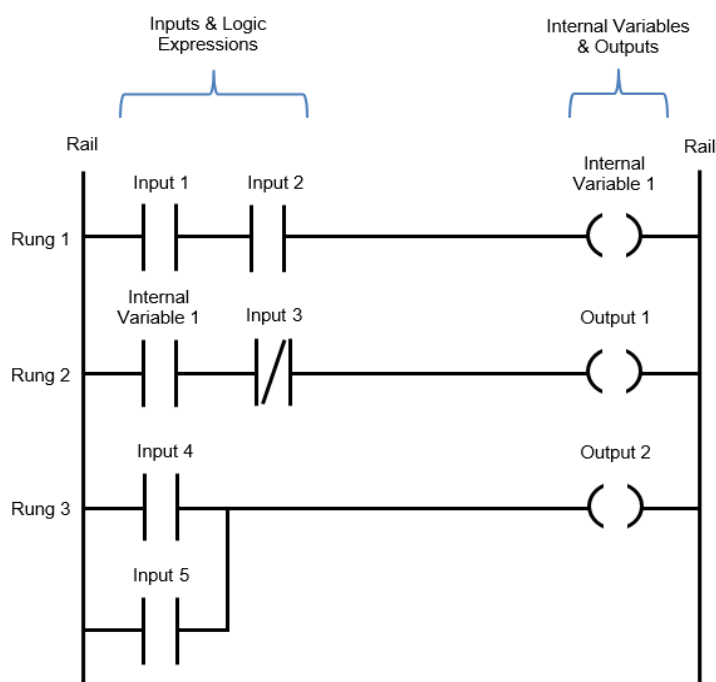 Inputs & Logic
Expressions
Internal Variables
& Outputs
Rail
Rail
Input 1
Input 2
Internal
Variable 1
Rung 1
Internal
Variable 1
Input 3
Output 1
Rung 2
Input 4
Output 2
Rung 3
Input 5